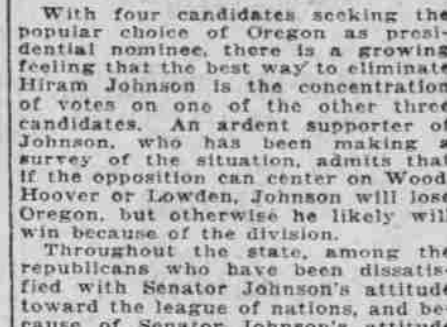 With four candidates seeking the
popular choice of Oregon as presi-
dential nominee, there is a growing
feeling that the best way to eliminate
Hiram Johnson is the concentration
of votes on one of the other three
candidates. An ardent supporter of
Johnson, who has been making a
survey of the situation, admits that
if the opposition can center on Wood,
Hoover or Lowden, Johnson will lose
Oregon, but otherwise he likely will
win because of the division.
Throughout the state, among the
republicans who have been dissatis-
fied with Senator Johnson's attitude
toward the league of nations, and be-
cause of Senator Johnson's attitude